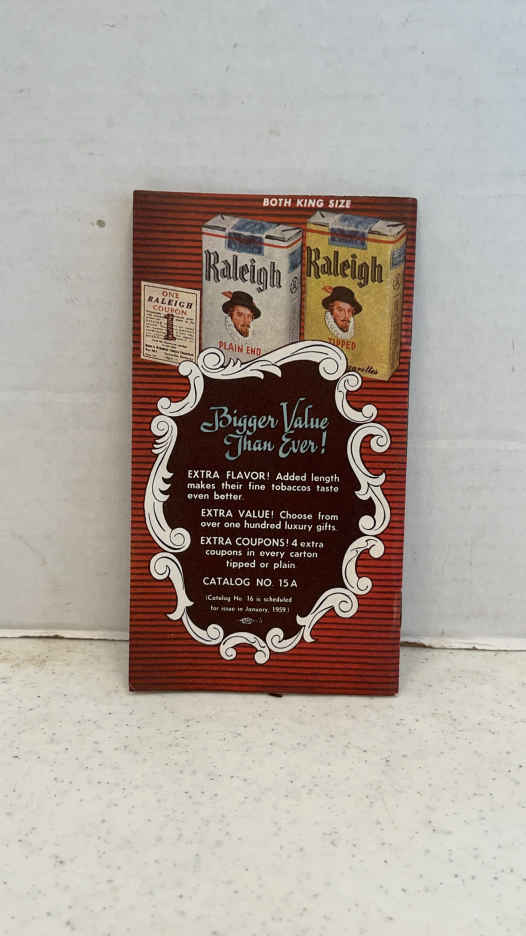 BOTH KING SIZE
Raleigh
PLAIN END
Raleigh
TIPPED
ONE
RALEIGH
COUPON
1
Bigger Value
Than Ever!
EXTRA FLAVOR! Added length
makes their fine tobaccos taste
even better.
EXTRA VALUE! Choose from
over one hundred luxury gifts.
EXTRA COUPONS! 4 extra
coupons in every carton
tipped or plain
CATALOG NO. 15A
(Catalog No. 16 is scheduled
for issue in January, 1959.)